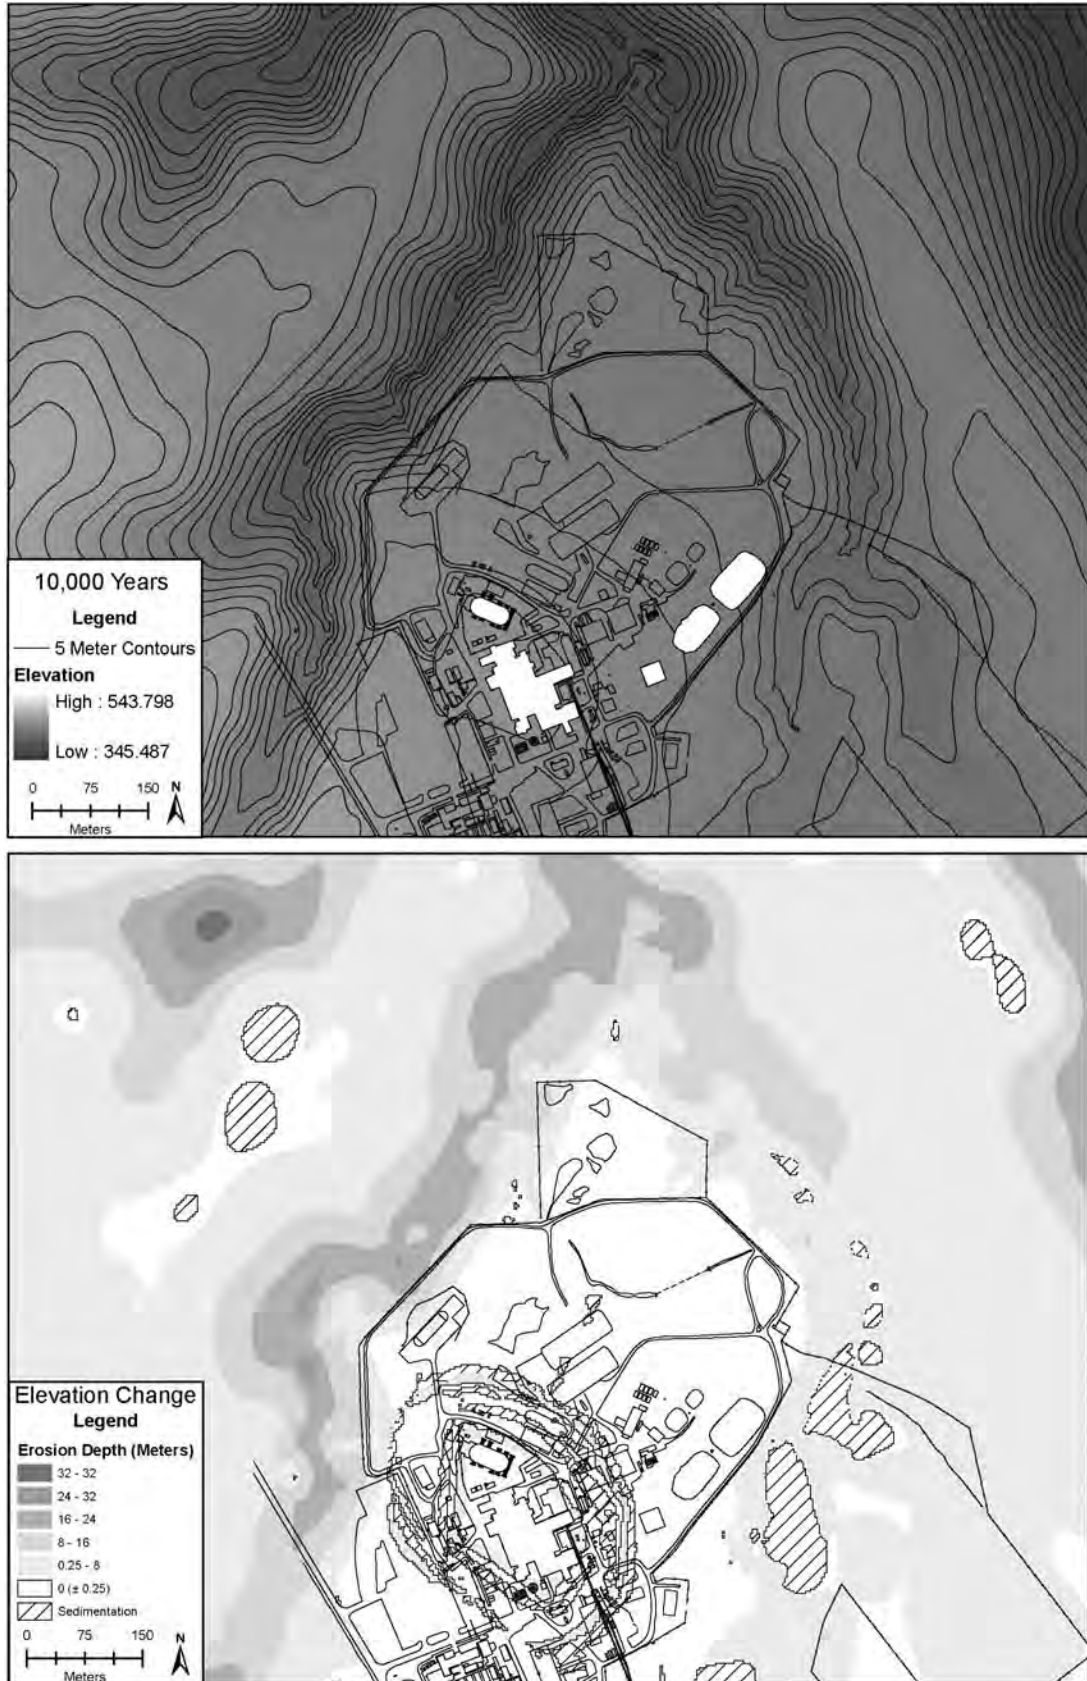 10,000 Years
Legend
5 Meter Contours
Elevation
High : 543.798
Low : 345.487
0 75 150 N
Meters
Elevation Change
Legend
Erosion Depth (Meters)
32 - 32
24 - 32
16 - 24
8 - 16
0.25 - 8
0 (± 0.25)
Sedimentation
0 75 150 N
Meters